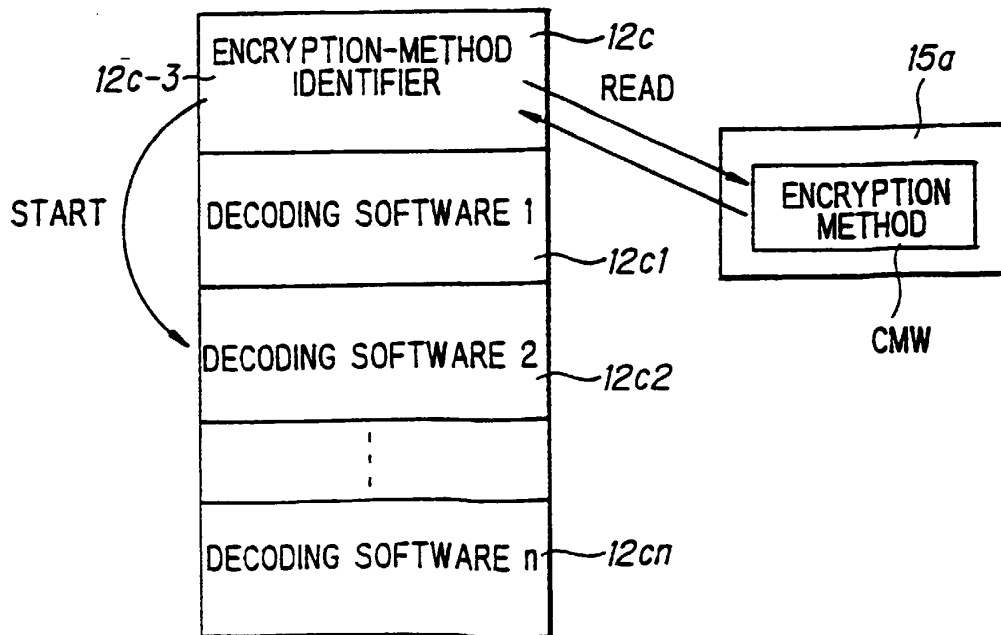 ENCRYPTION-METHOD
IDENTIFIER
12c
12c-3
READ
15a
ENCRYPTION
METHOD
START
DECODING SOFTWARE 1
12c1
CMW
DECODING SOFTWARE 2
12c2
DECODING SOFTWARE n
12cn